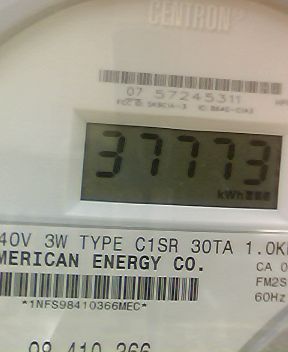 CENTRON
07 57245311
37773
kWh
40V 3W TYPE C1SR 30TA 1.0K
MERICAN ENERGY CO.
CA 0
FM2S
60Hz
*1NFS98410366MEC*
98 410 366